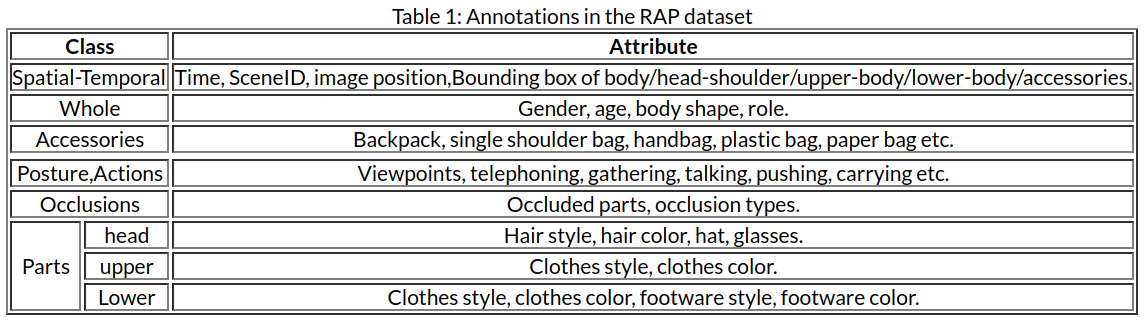 Table 1: Annotations in the RAP dataset
Class Attribute
Spatial-Temporal Time, SceneID, image position,Bounding box of body/head-shoulder/upper-body/lower-body/accessories.
Whole Gender, age, body shape, role.
Accessories Backpack, single shoulder bag, handbag, plastic bag, paper bag etc.
Posture,Actions Viewpoints, telephoning, gathering, talking, pushing, carrying etc.
Occlusions Occluded parts, occlusion types.
Parts head Hair style, hair color, hat, glasses.
upper Clothes style, clothes color.
Lower Clothes style, clothes color, footware style, footware color.